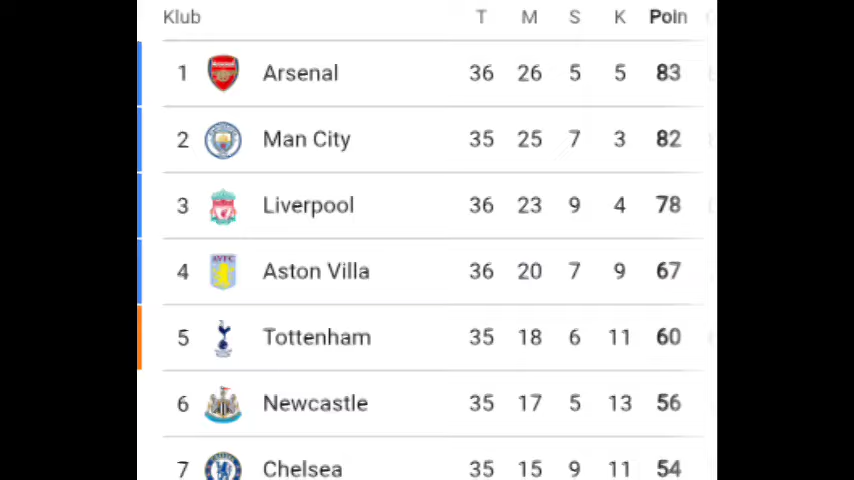 Klub T M S K Poin
1 Arsenal 36 26 5 5 83
2 Man City 35 25 7 3 82
3 Liverpool 36 23 9 4 78
4 Aston Villa 36 20 7 9 67
5 Tottenham 35 18 6 11 60
6 Newcastle 35 17 5 13 56
7 Chelsea 35 15 9 11 54